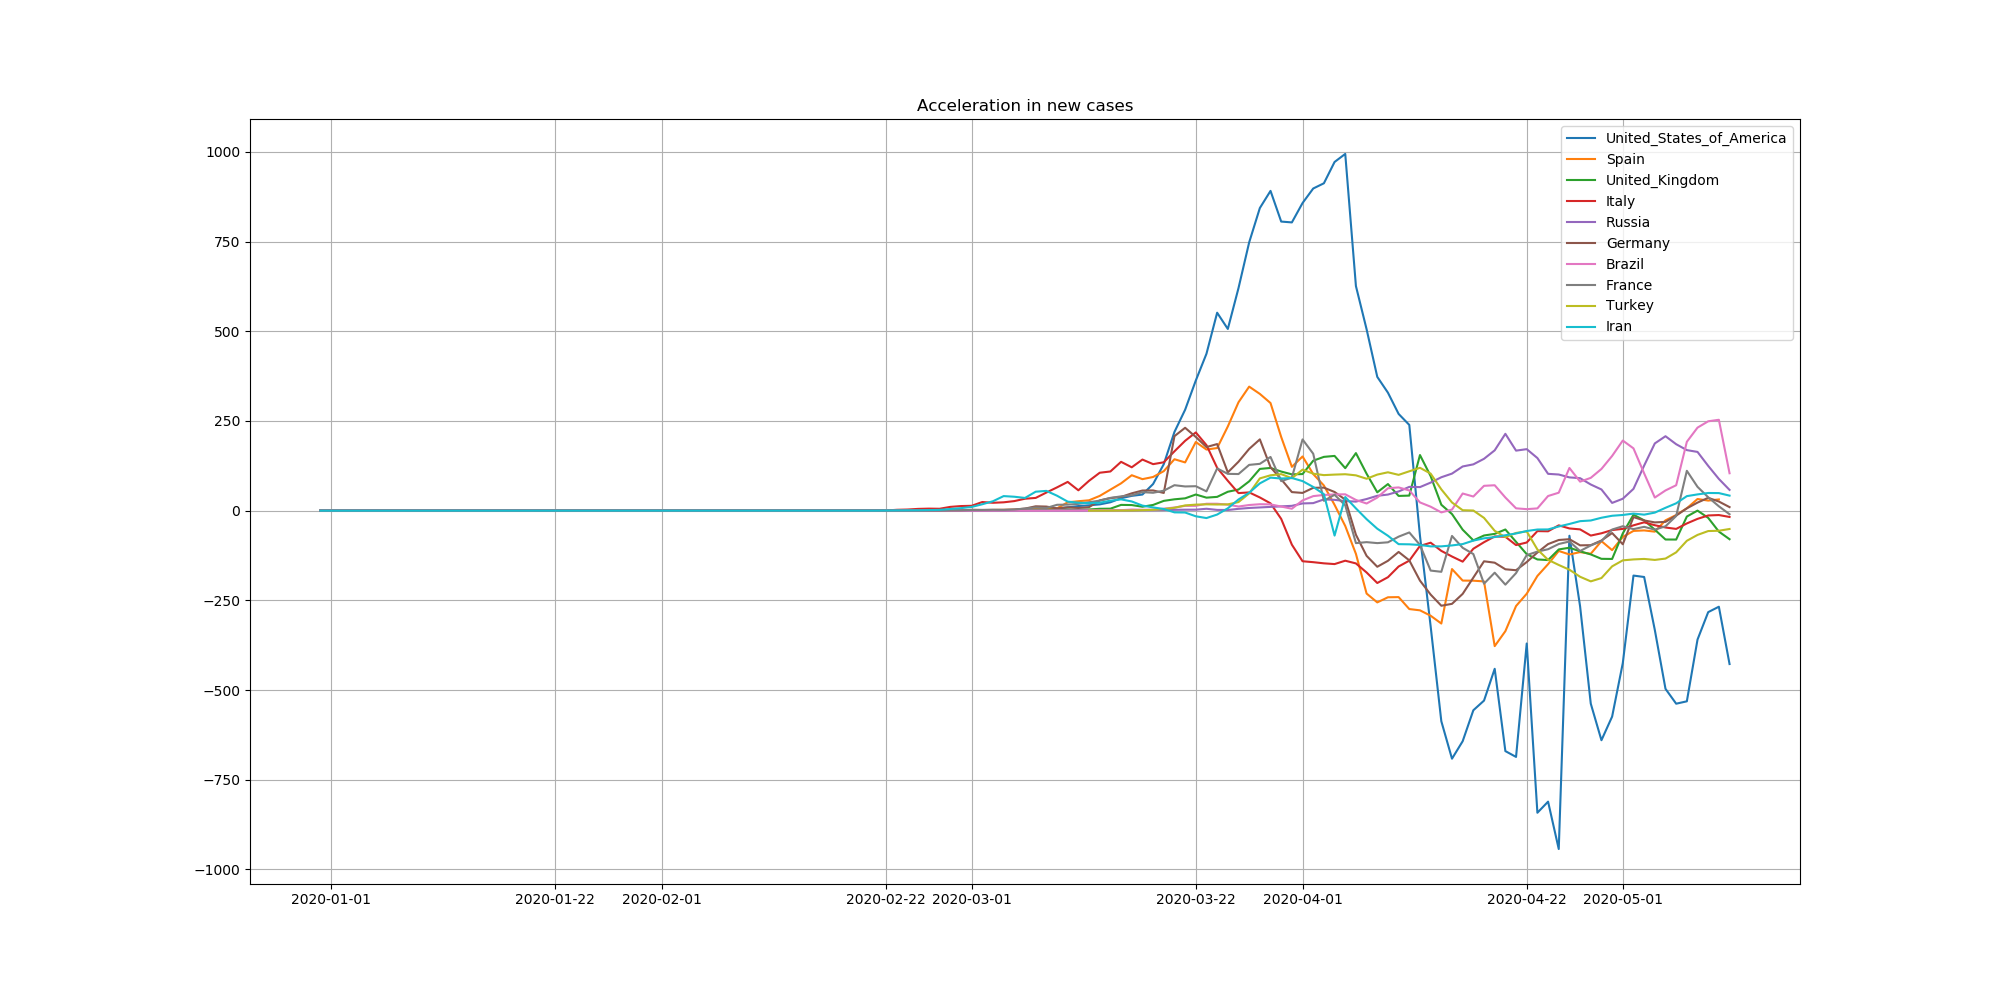 Acceleration in new cases
1000
750
500
250
0
−250
−500
−750
−1000
United_States_of_America
Spain
United_Kingdom
Italy
Russia
Germany
Brazil
France
Turkey
Iran
2020-01-01 2020-01-22 2020-02-01 2020-02-22 2020-03-01 2020-03-22 2020-04-01 2020-04-22 2020-05-01